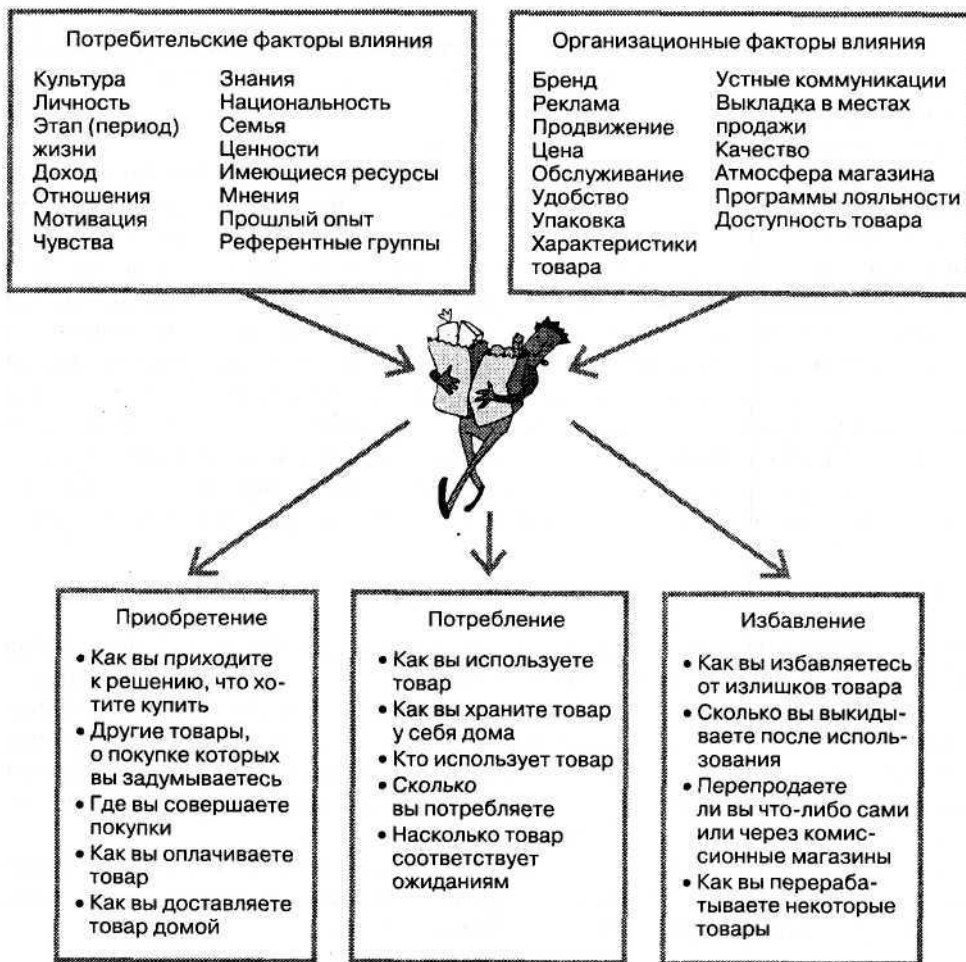 Потребительские факторы влияния
Культура
Личность
Этап (период)
жизни
Доход
Отношения
Мотивация
Чувства
Знания
Национальность
Семья
Ценности
Имеющиеся ресурсы
Мнения
Прошлый опыт
Референтные группы
Организационные факторы влияния
Бренд
Реклама
Продвижение
Цена
Обслуживание
Удобство
Упаковка
Характеристики
товара
Устные коммуникации
Выкладка в местах
продажи
Качество
Атмосфера магазина
Программы лояльности
Доступность товара
Приобретение
• Как вы приходите
к решению, что хо-
тите купить
• Другие товары,
о покупке которых
вы задумываетесь
• Где вы совершаете
покупки
• Как вы оплачиваете
товар
• Как вы доставляете
товар домой
Потребление
• Как вы используете
товар
• Как вы храните товар
у себя дома
• Кто использует товар
• Сколько
вы потребляете
• Насколько товар
соответствует
ожиданиям
Избавление
• Как вы избавляетесь
от излишков товара
• Сколько вы выкиды-
ваете после исполь-
зования
• Перепродаете
ли вы что-либо сами
или через комис-
сионные магазины
• Как вы перераба-
тываете некоторые
товары